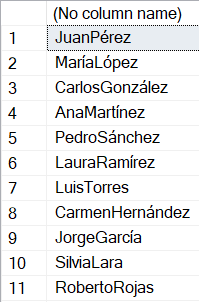 (No column name)
1 JuanPérez
2 MaríaLópez
3 CarlosGonzález
4 AnaMartínez
5 PedroSánchez
6 LauraRamírez
7 LuisTorres
8 CarmenHernández
9 JorgeGarcía
10 SilviaLara
11 RobertoRojas